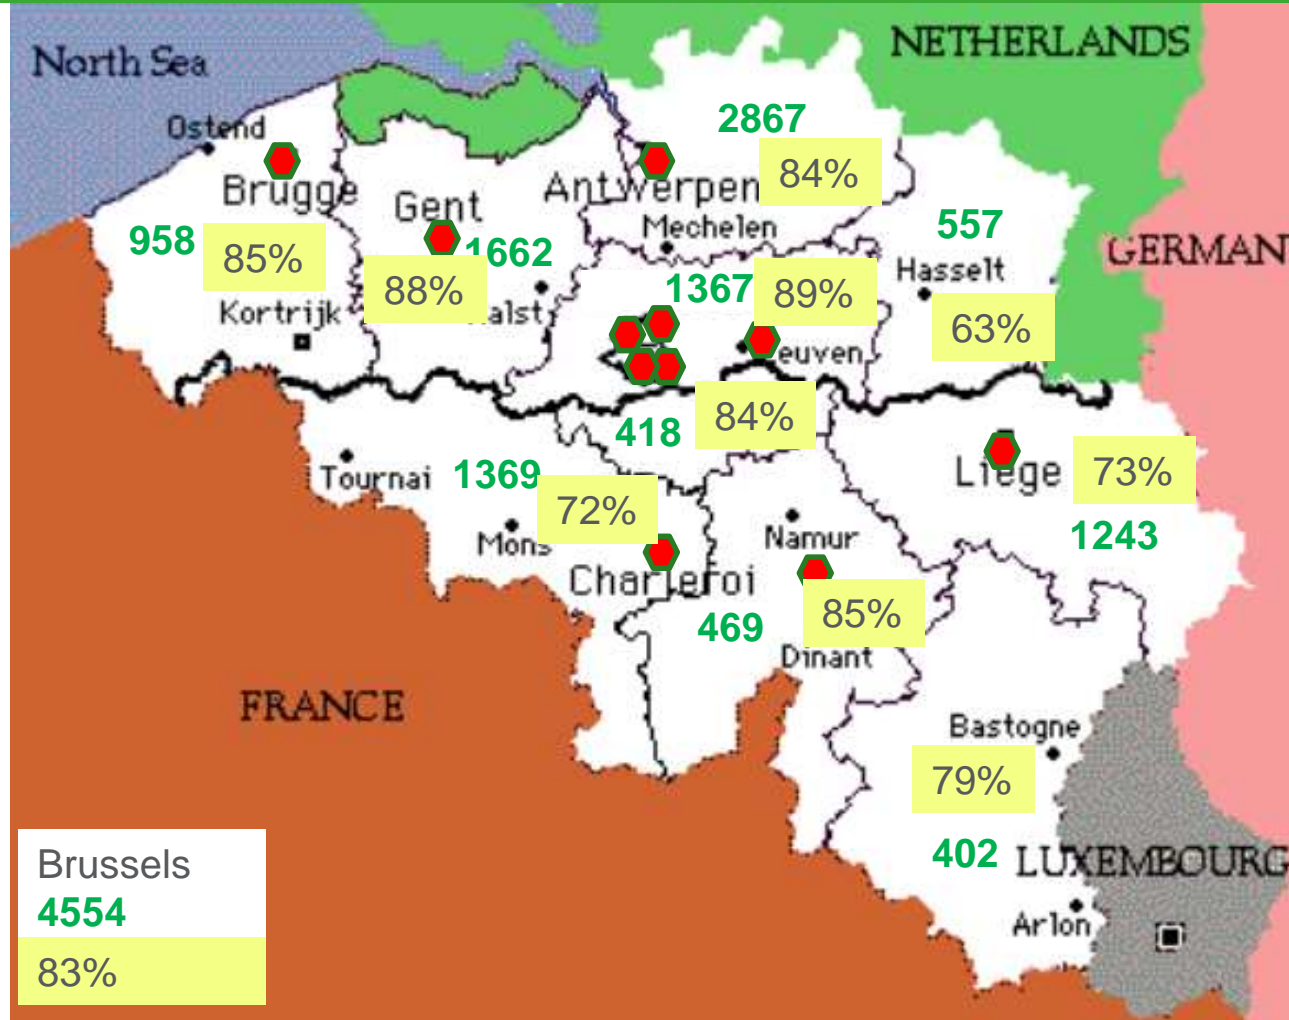 North Sea
NETHERLANDS
Ostend
2867
Brugge
Antwerpen
84%
Gent
Mechelen
557
GERMAN
958
85%
1662
Hasselt
88%
1367
89%
Kortrijk
alst
63%
euven
84%
418
Tournai
1369
Liege
73%
72%
Mons
Namur
1243
Charleroi
85%
469
Dinant
FRANCE
Bastogne
79%
402
LUXEMBOURG
Arlon
Brussels
4554
83%